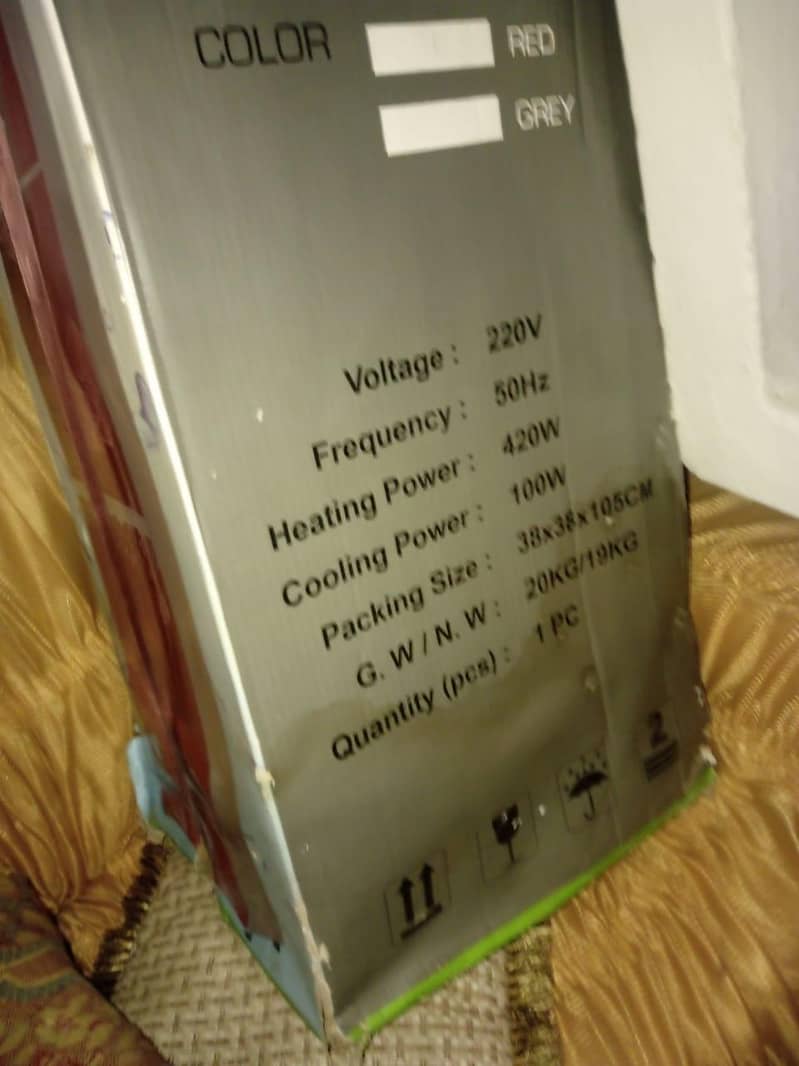 COLOR RED
GREY
Voltage : 220V
Frequency : 50Hz
Heating Power : 420W
Cooling Power : 100W
Packing Size : 38x38x105CM
G. W / N. W : 20KG/19KG
Quantity (pcs) : 1 PC
2